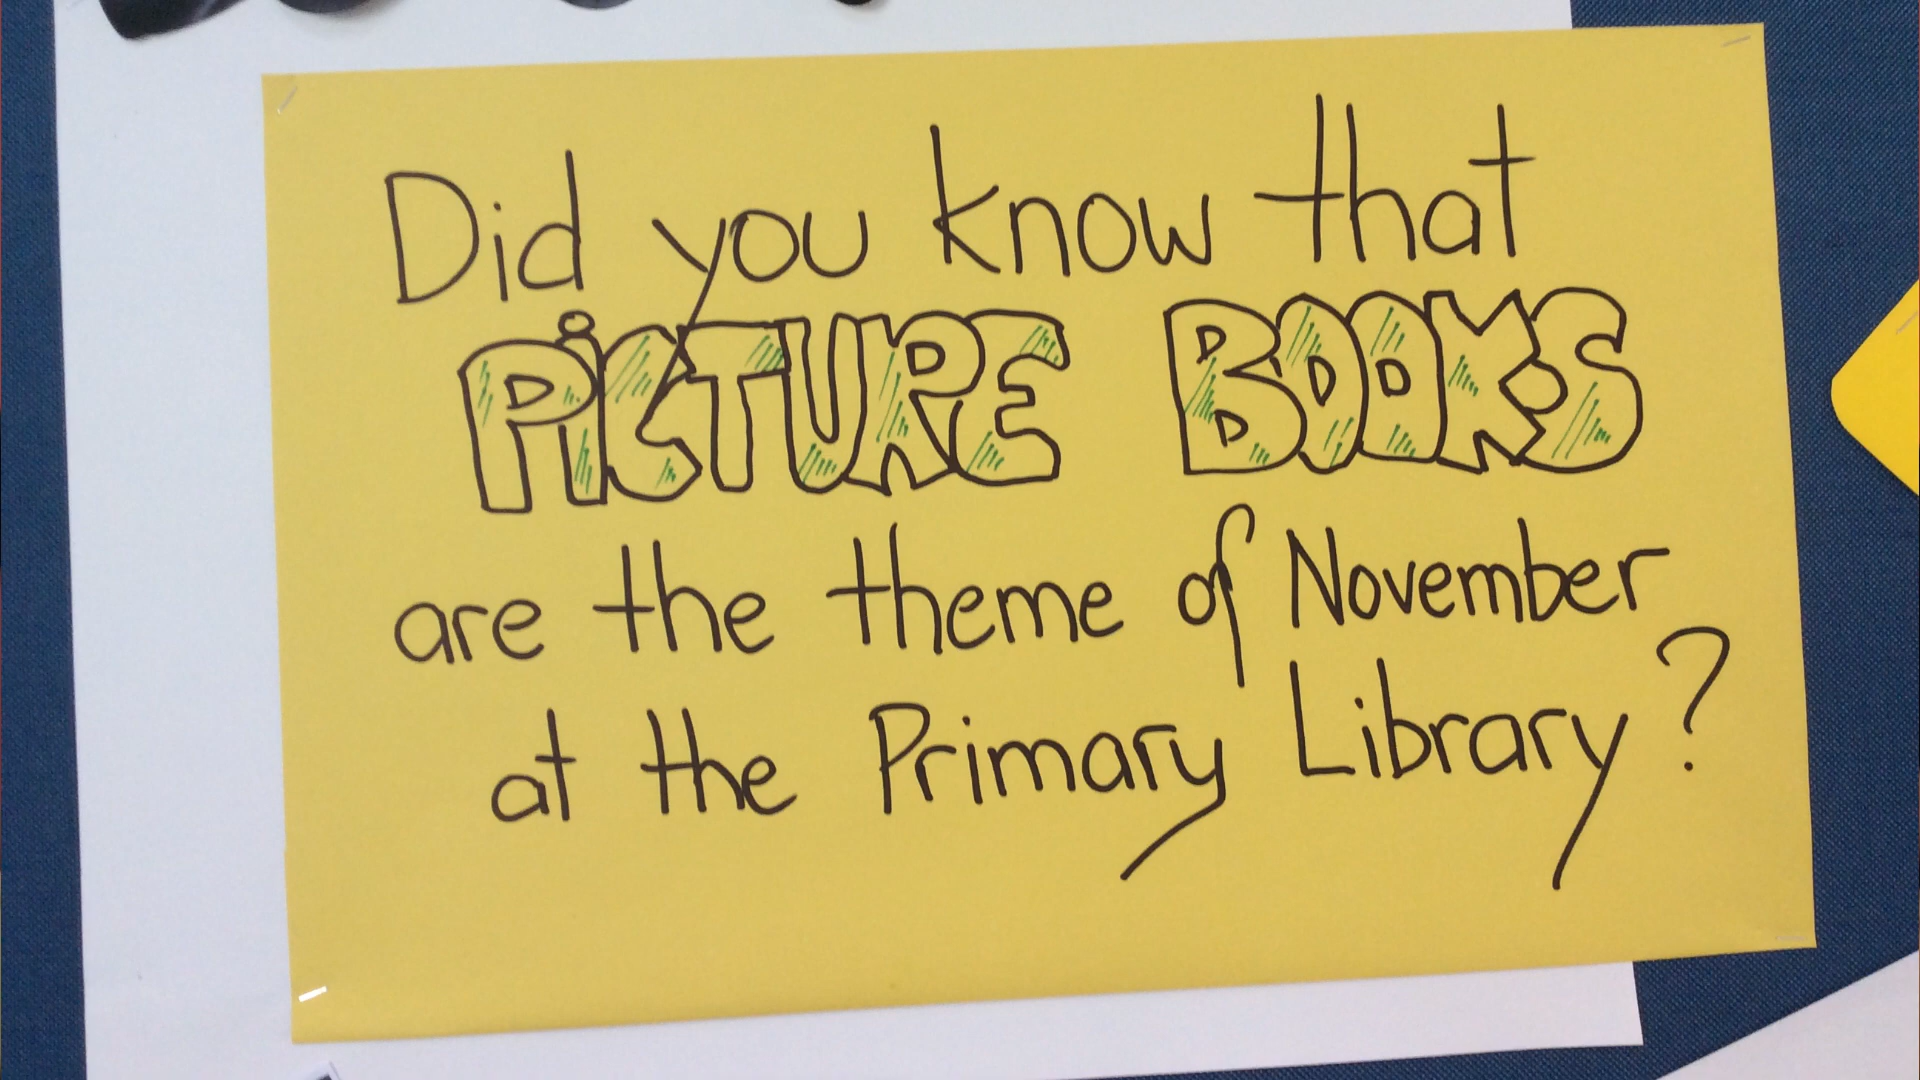 Did you know that
PiCTURE BOOKS
are the theme of November
at the Primary Library?